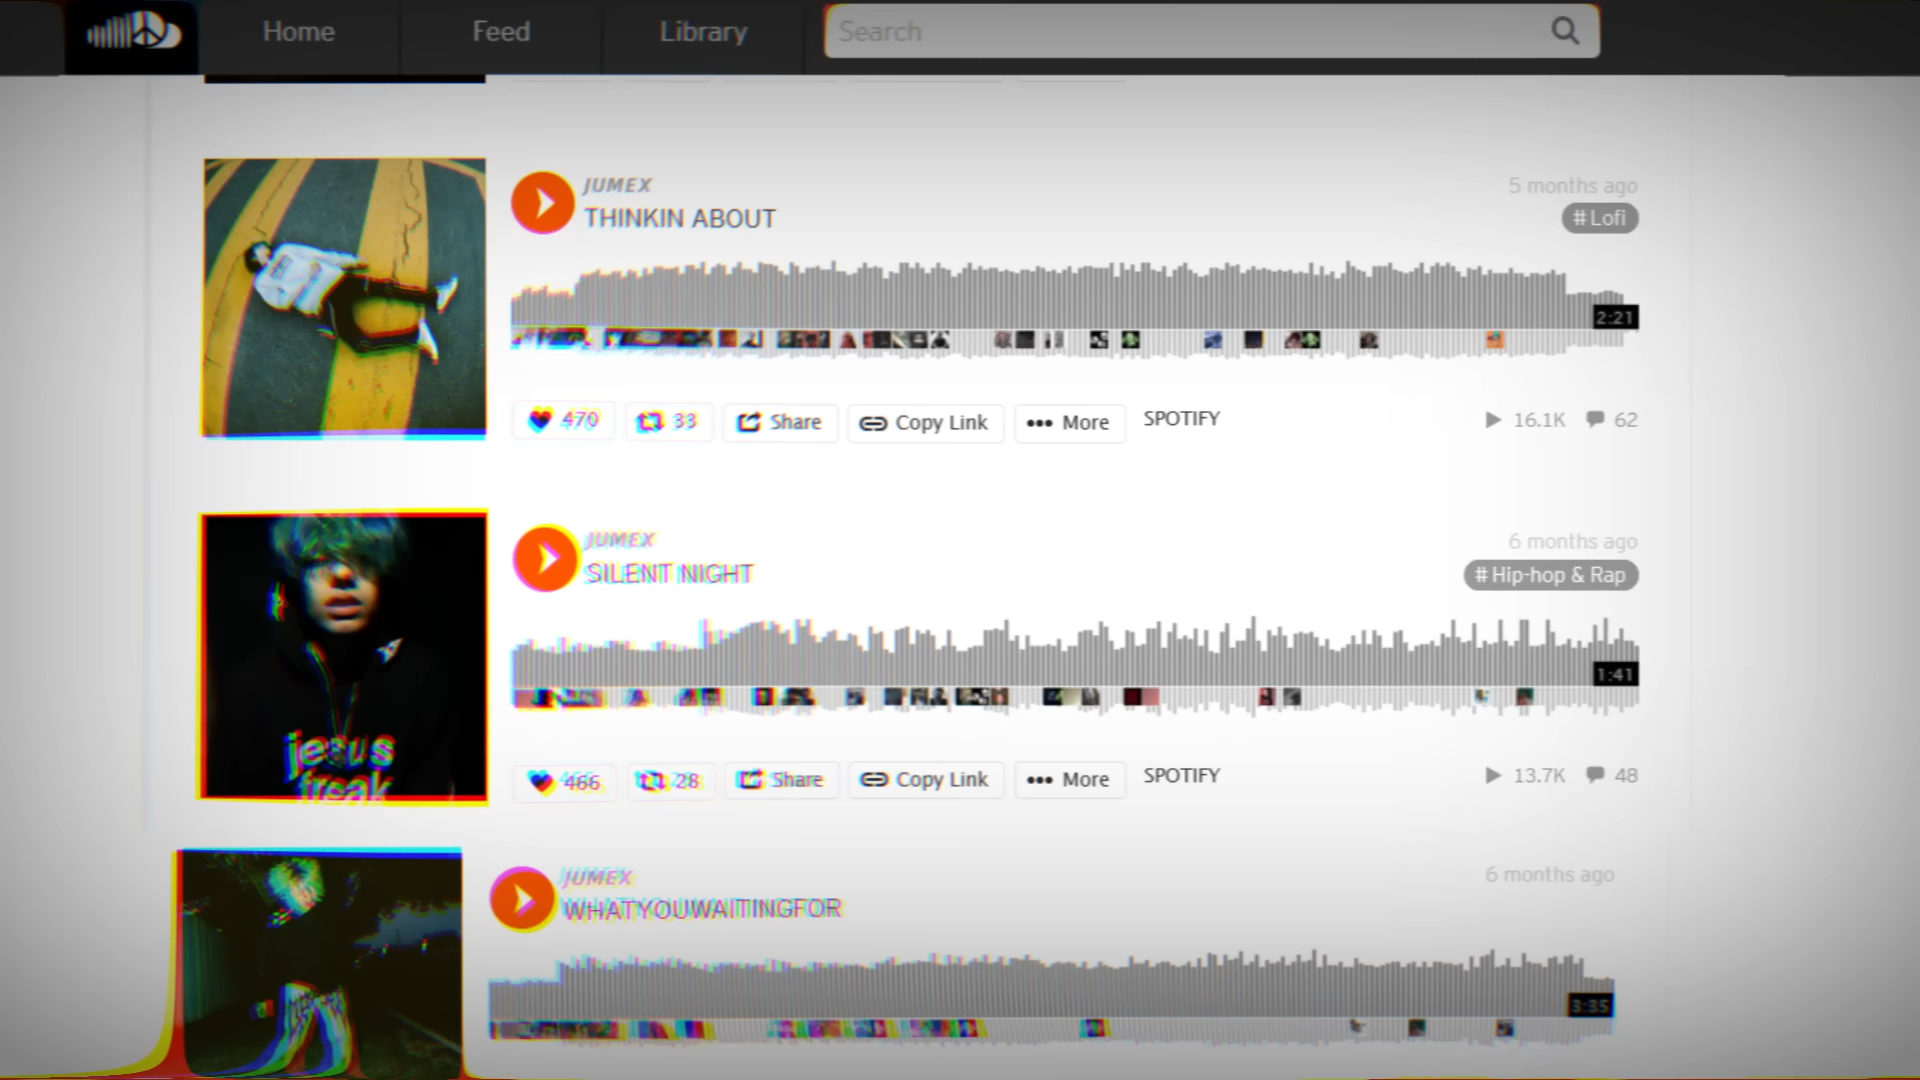 Home
Feed
Library
Search
JUMEX
THINKIN ABOUT
5 months ago
# Lofi
2:21
470
33
Share
Copy Link
More
SPOTIFY
16.1K
62
JUMEX
SILENT NIGHT
6 months ago
# Hip-hop & Rap
1:41
jesus
freak
466
28
Share
Copy Link
More
SPOTIFY
13.7K
48
JUMEX
WHATYOUWAITINGFOR
6 months ago
3:35